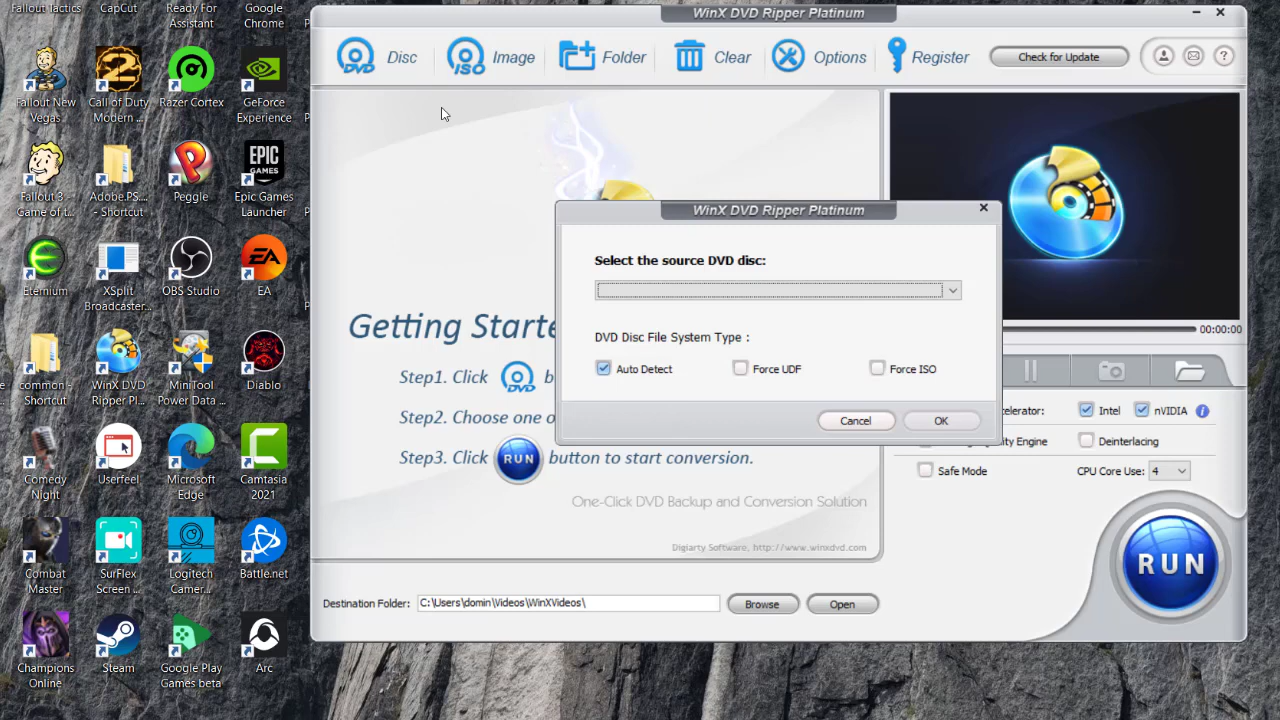 Fallout Tactics
CapCut
Ready For
Assistant
Google
Chrome
Fallout New
Vegas
Call of Duty
Modern ...
Razer Cortex
GeForce
Experience
Fallout 3 -
Game of t...
Adobe.PS....
- Shortcut
Peggle
Epic Games
Launcher
EPIC
GAMES
Eternium
XSplit
Broadcaster...
OBS Studio
EA
EA
common -
Shortcut
WinX DVD
Ripper Pl...
MiniTool
Power Data ...
Diablo
Comedy
Night
Userfeel
Microsoft
Edge
Camtasia
2021
Combat
Master
SurFlex
Screen ...
Logitech
Camer...
Battle.net
Champions
Online
Steam
Google Play
Games beta
Arc
WinX DVD Ripper Platinum
DVD
Disc
ISO
Image
Folder
Clear
Options
Register
Check for Update
?
WinX DVD Ripper Platinum
Select the source DVD disc:
DVD Disc File System Type :
Auto Detect
Force UDF
Force ISO
Cancel
OK
Getting Starte
Step1. Click
DVD
b
Step2. Choose one o
Step3. Click
RUN
button to start conversion.
One-Click DVD Backup and Conversion Solution
Digiarty Software, http://www.winxdvd.com
00:00:00
celerator:
Intel
nVIDIA
Engine
Deinterlacing
Safe Mode
CPU Core Use:
4
RUN
Destination Folder:
C:\Users\domin\Videos\WinXVideos\
Browse
Open